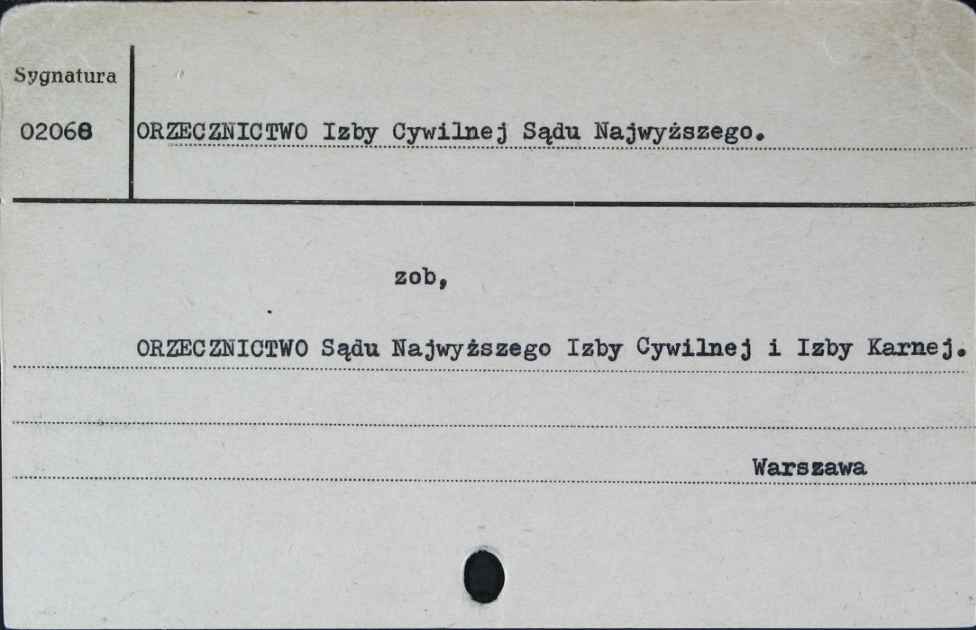 Sygnatura
02068 ORZECZNICTWO Izby Cywilnej Sądu Najwyższego.
zob,
ORZECZNICTWO Sądu Najwyższego Izby Cywilnej i Izby Karnej.
Warszawa